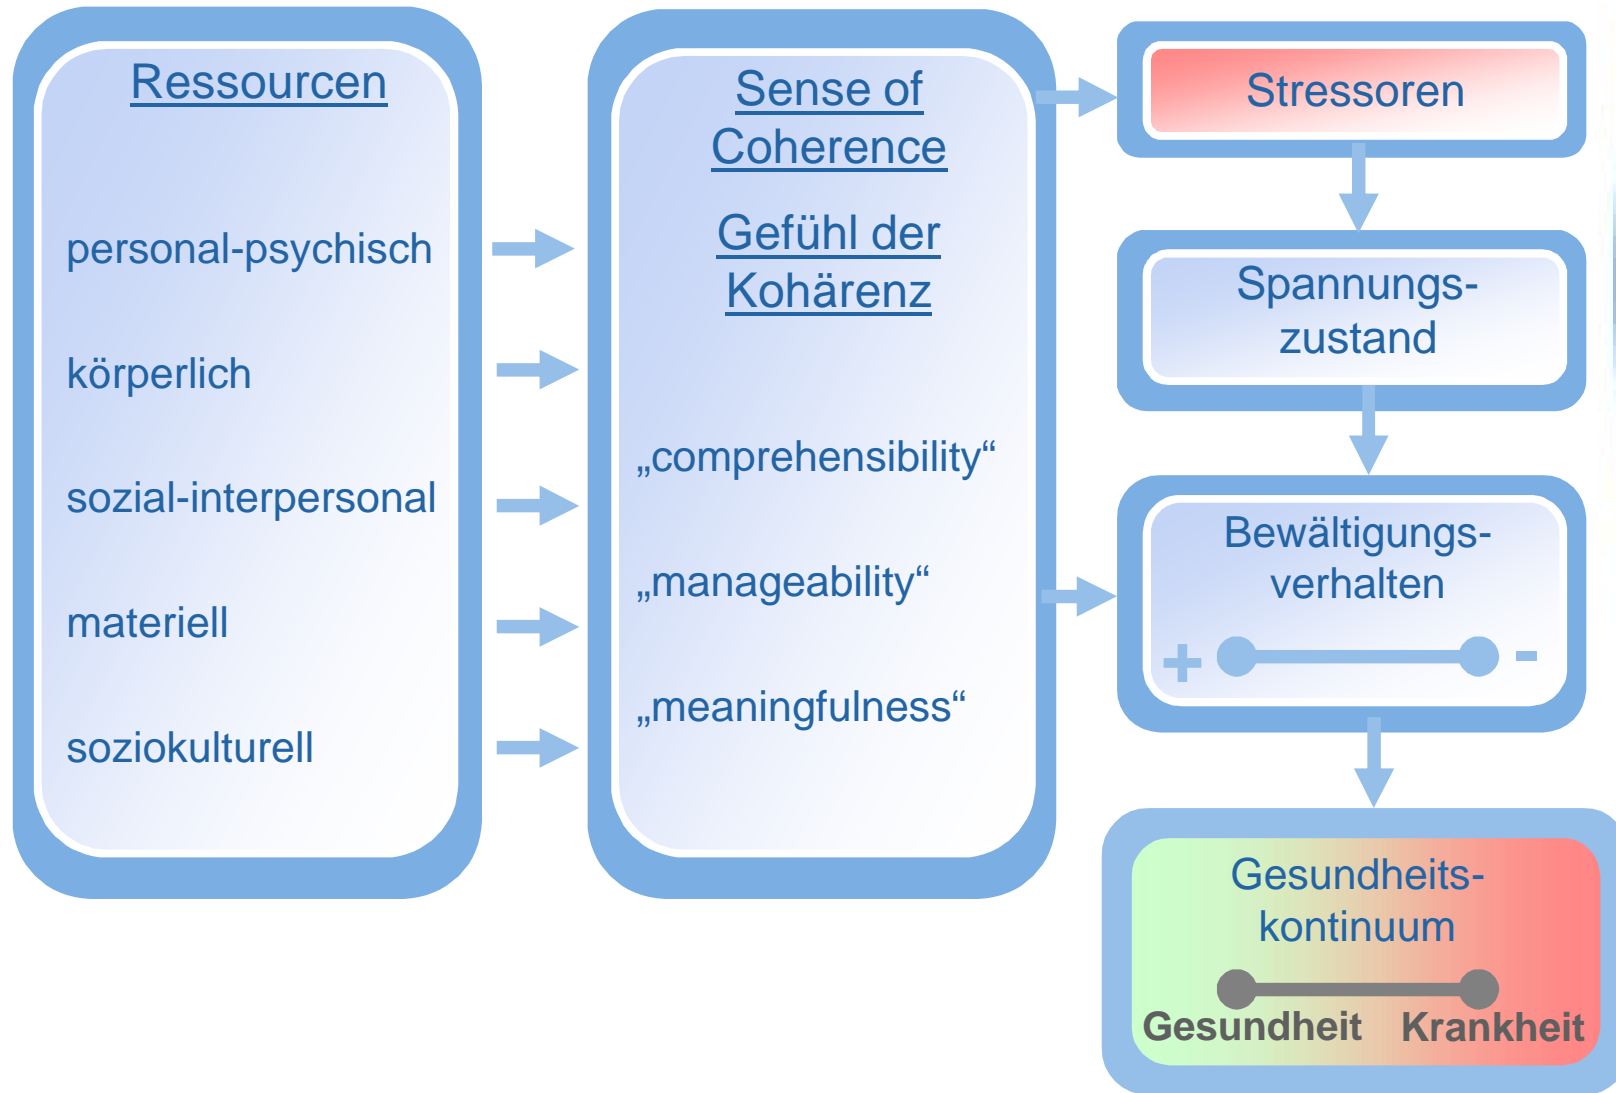 Ressourcen
personal-psychisch
körperlich
sozial-interpersonal
materiell
soziokulturell
Sense of
Coherence
Gefühl der
Kohärenz
„comprehensibility“
„manageability“
„meaningfulness“
Stressoren
Spannungs-
zustand
Bewältigungs-
verhalten
+ -
Gesundheits-
kontinuum
Gesundheit Krankheit